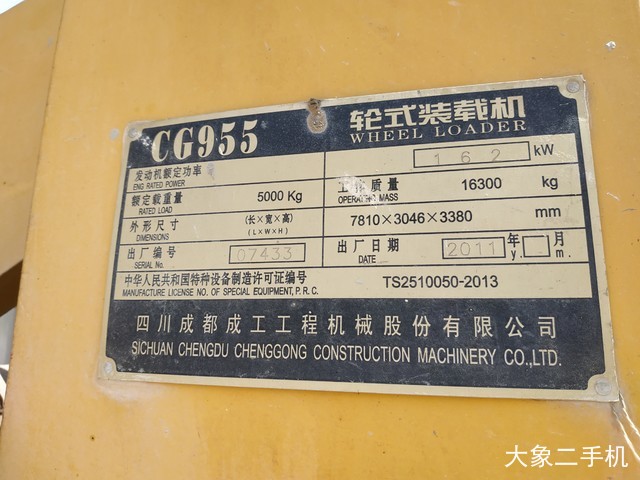 CG955 轮式装载机
WHEEL LOADER
发动机额定功率 162 kW
ENG RATED POWER
额定载重量 5000 Kg 工作质量 16300 kg
RATED LOAD OPERATING MASS
外形尺寸 (长×宽×高) 7810×3046×3380 mm
DIMENSIONS (L×W×H)
出厂编号 07433 出厂日期 2011年 月
SERIAL No. DATE y. m.
中华人民共和国特种设备制造许可证编号 TS2510050-2013
MANUFACTURE LICENSE NO. OF SPECIAL EQUIPMENT, P.R.C.
四川成都成工工程机械股份有限公司
SICHUAN CHENGDU CHENGGONG CONSTRUCTION MACHINERY CO.,LTD.
大象二手机